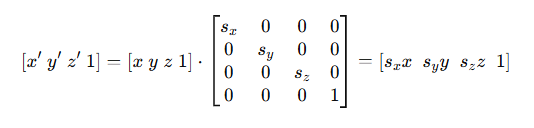 [x′ y′ z′ 1] = [x y z 1] · [s_x 0 0 0
0 s_y 0 0
0 0 s_z 0
0 0 0 1] = [s_x x s_y y s_z z 1]